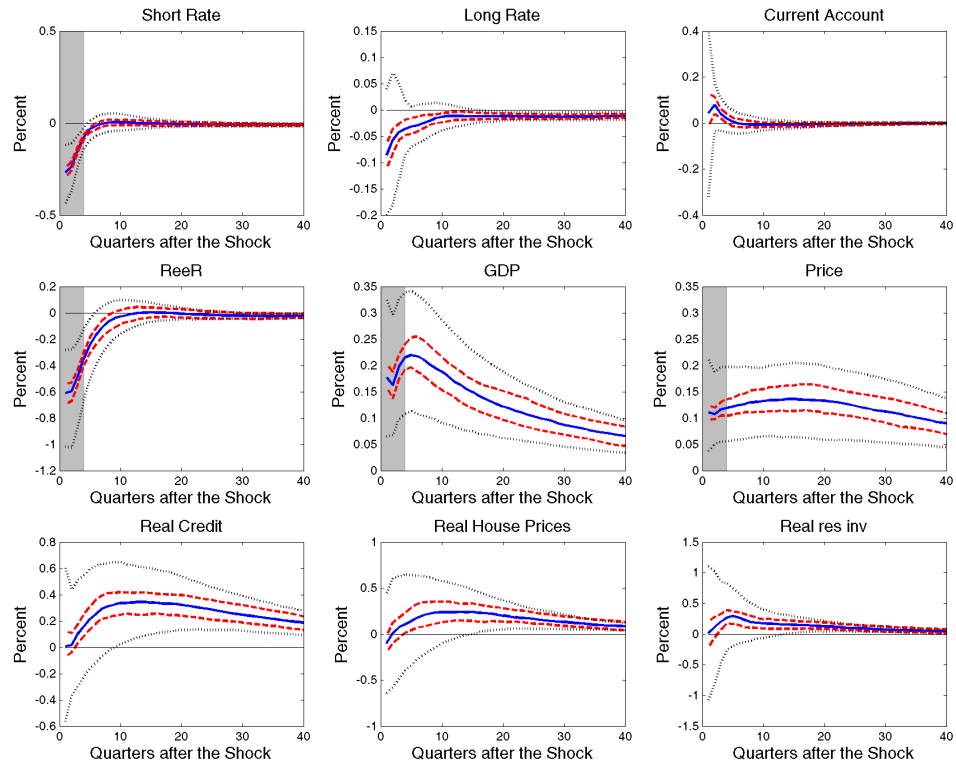 Short Rate
Percent
0.5
0
-0.5
0 10 20 30 40
Quarters after the Shock
Long Rate
Percent
0.15
0.1
0.05
0
-0.05
-0.1
-0.15
-0.2
0 10 20 30 40
Quarters after the Shock
Current Account
Percent
0.4
0.2
0
-0.2
-0.4
0 10 20 30 40
Quarters after the Shock
ReeR
Percent
0.2
0
-0.2
-0.4
-0.6
-0.8
-1
-1.2
0 10 20 30 40
Quarters after the Shock
GDP
Percent
0.35
0.3
0.25
0.2
0.15
0.1
0.05
0
0 10 20 30 40
Quarters after the Shock
Price
Percent
0.35
0.3
0.25
0.2
0.15
0.1
0.05
0
0 10 20 30 40
Quarters after the Shock
Real Credit
Percent
0.8
0.6
0.4
0.2
0
-0.2
-0.4
-0.6
0 10 20 30 40
Quarters after the Shock
Real House Prices
Percent
1
0.5
0
-0.5
-1
0 10 20 30 40
Quarters after the Shock
Real res inv
Percent
1.5
1
0.5
0
-0.5
-1
-1.5
0 10 20 30 40
Quarters after the Shock